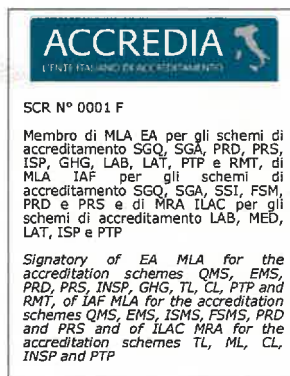 ACCREDIA
L'ENTE ITALIANO DI ACCREDITAMENTO
SCR N° 0001 F
Membro di MLA EA per gli schemi di
accreditamento SGQ, SGA, PRD, PRS,
ISP, GHG, LAB, LAT, PTP e RMT, di
MLA IAF per gli schemi di
accreditamento SGQ, SGA, SSI, FSM,
PRD e PRS e di MRA ILAC per gli
schemi di accreditamento LAB, MED,
LAT, ISP e PTP
Signatory of EA MLA for the
accreditation schemes QMS, EMS,
PRD, PRS, INSP, GHG, TL, CL, PTP and
RMT, of IAF MLA for the accreditation
schemes QMS, EMS, ISMS, FSMS, PRD
and PRS and of ILAC MRA for the
accreditation schemes TL, ML, CL,
INSP and PTP